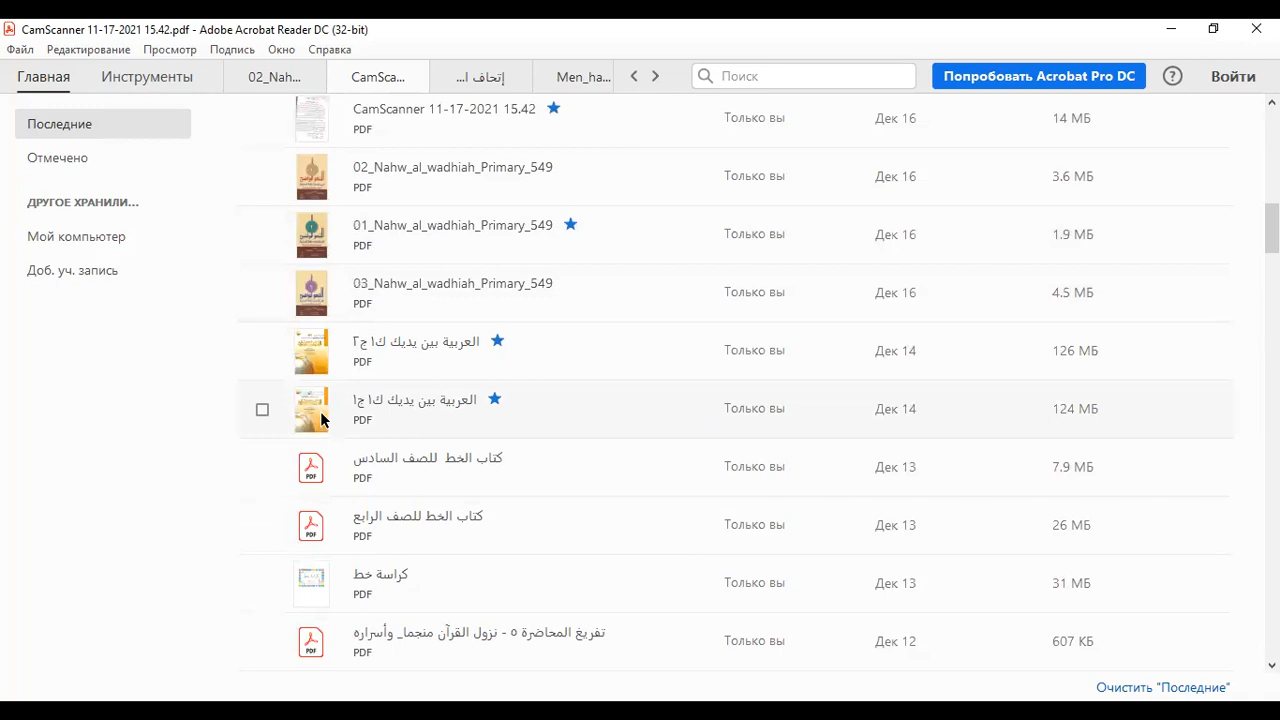 CamScanner 11-17-2021 15.42.pdf - Adobe Acrobat Reader DC (32-bit)
Файл Редактирование Просмотр Подпись Окно Справка
Главная Инструменты 02_Nah... CamSca... إتحاف ا... Men_ha... Поиск Попробовать Acrobat Pro DC ? Войти
Последние
Отмечено
ДРУГОЕ ХРАНИЛИ...
Мой компьютер
Доб. уч. запись
CamScanner 11-17-2021 15.42
PDF
Только вы Дек 16 14 МБ
02_Nahw_al_wadhiah_Primary_549
PDF
Только вы Дек 16 3.6 МБ
01_Nahw_al_wadhiah_Primary_549
PDF
Только вы Дек 16 1.9 МБ
03_Nahw_al_wadhiah_Primary_549
PDF
Только вы Дек 16 4.5 МБ
العربية بين يديك ك١ ج٢
PDF
Только вы Дек 14 126 МБ
العربية بين يديك ك١ ج١
PDF
Только вы Дек 14 124 МБ
كتاب الخط للصف السادس
PDF
Только вы Дек 13 7.9 МБ
كتاب الخط للصف الرابع
PDF
Только вы Дек 13 26 МБ
كراسة خط
PDF
Только вы Дек 13 31 МБ
تفريغ المحاضرة ٥ - نزول القرآن منجما_ وأسراره
PDF
Только вы Дек 12 607 КБ
Очистить "Последние"